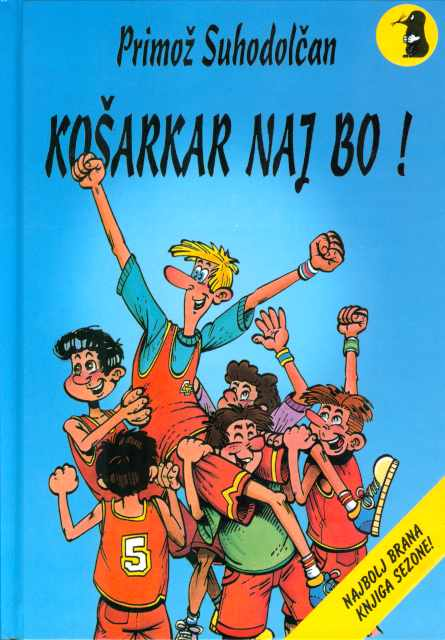 Primož Suhodolčan
KOŠARKAR NAJ BO !
5
NAJBOLJ BRANA
KNJIGA SEZONE!